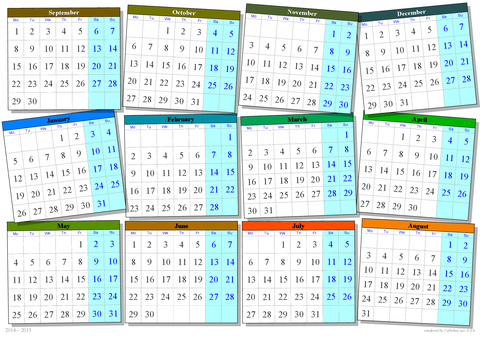 September
Mo Tu We Th Fr Sa Su
1 2 3 4 5 6 7
8 9 10 11 12 13 14
15 16 17 18 19 20 21
22 23 24 25 26 27 28
29 30
October
Mo Tu We Th Fr Sa Su
1 2 3 4 5
6 7 8 9 10 11 12
13 14 15 16 17 18 19
20 21 22 23 24 25 26
27 28 29 30 31
November
Mo Tu We Th Fr Sa Su
1 2
3 4 5 6 7 8 9
10 11 12 13 14 15 16
17 18 19 20 21 22 23
24 25 26 27 28 29 30
December
Mo Tu We Th Fr Sa Su
1 2 3 4 5 6 7
8 9 10 11 12 13 14
15 16 17 18 19 20 21
22 23 24 25 26 27 28
29 30 31
January
Mo Tu We Th Fr Sa Su
1 2 3 4
5 6 7 8 9 10 11
12 13 14 15 16 17 18
19 20 21 22 23 24 25
26 27 28 29 30 31
February
Mo Tu We Th Fr Sa Su
1
2 3 4 5 6 7 8
9 10 11 12 13 14 15
16 17 18 19 20 21 22
23 24 25 26 27 28
March
Mo Tu We Th Fr Sa Su
1
2 3 4 5 6 7 8
9 10 11 12 13 14 15
16 17 18 19 20 21 22
23 24 25 26 27 28 29
30 31
April
Mo Tu We Th Fr Sa Su
1 2 3 4 5
6 7 8 9 10 11 12
13 14 15 16 17 18 19
20 21 22 23 24 25 26
27 28 29 30
May
Mo Tu We Th Fr Sa Su
1 2 3
4 5 6 7 8 9 10
11 12 13 14 15 16 17
18 19 20 21 22 23 24
25 26 27 28 29 30 31
June
Mo Tu We Th Fr Sa Su
1 2 3 4 5 6 7
8 9 10 11 12 13 14
15 16 17 18 19 20 21
22 23 24 25 26 27 28
29 30
July
Mo Tu We Th Fr Sa Su
1 2 3 4 5
6 7 8 9 10 11 12
13 14 15 16 17 18 19
20 21 22 23 24 25 26
27 28 29 30 31
August
Mo Tu We Th Fr Sa Su
1 2
3 4 5 6 7 8 9
10 11 12 13 14 15 16
17 18 19 20 21 22 23
24 25 26 27 28 29 30
31
2014 - 2015